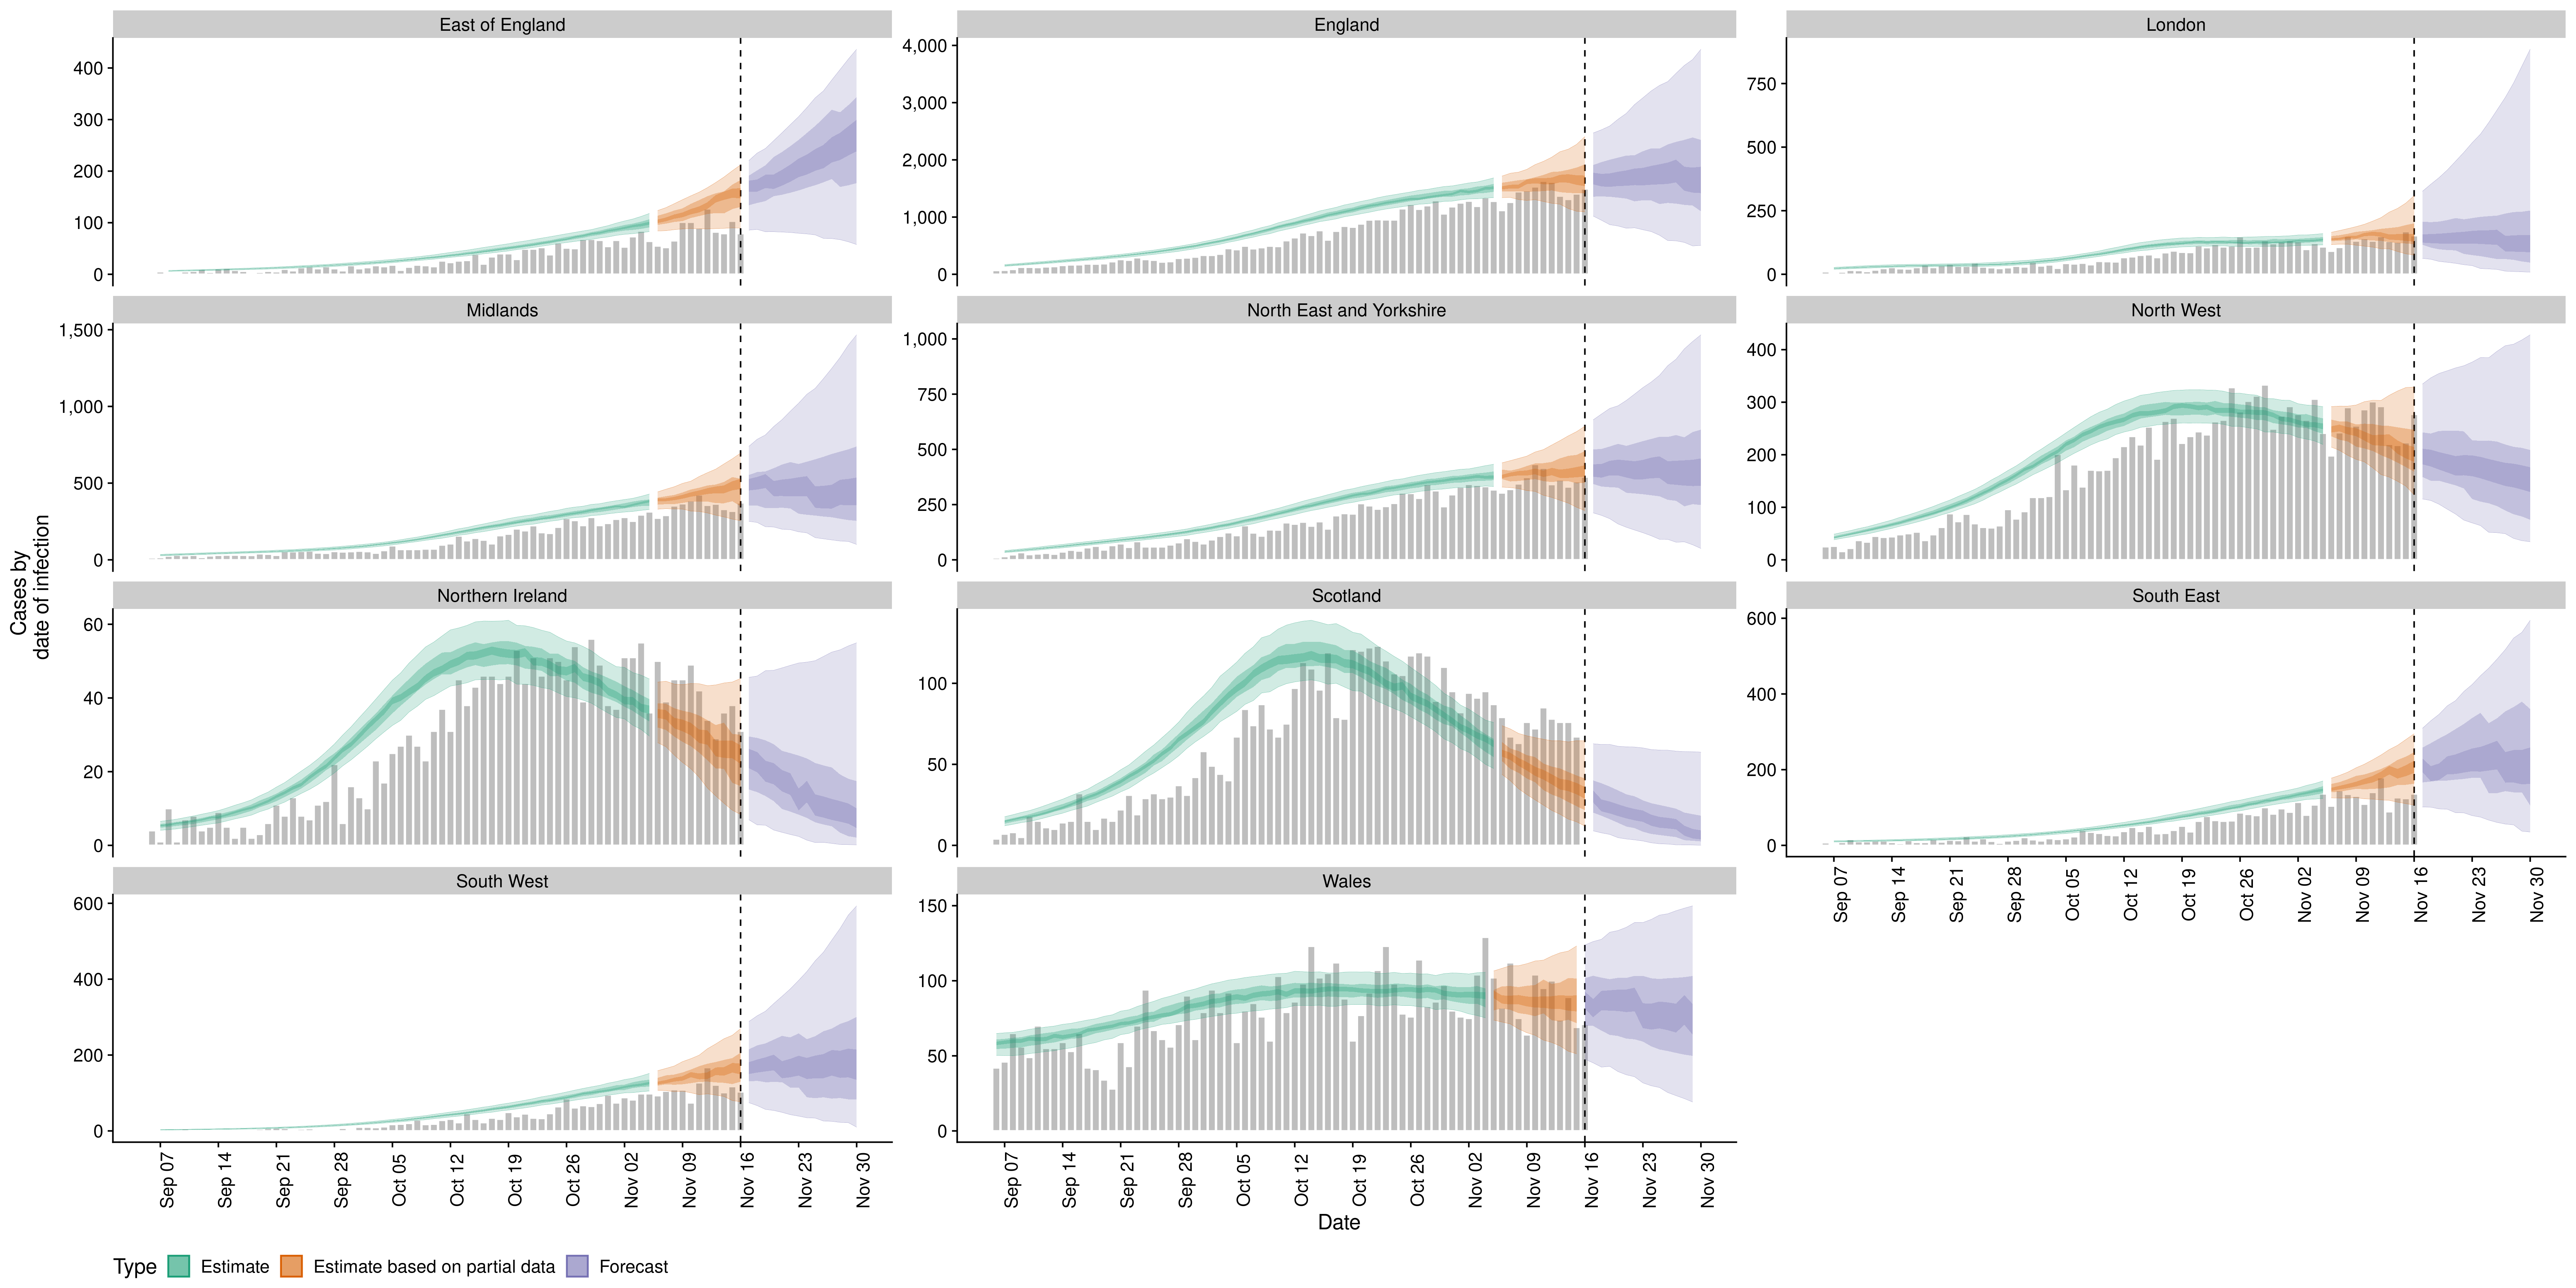 East of England
England
London
400
300
200
100
0
4,000
3,000
2,000
1,000
0
750
500
250
0
Midlands
North East and Yorkshire
North West
1,500
1,000
500
0
1,000
750
500
250
0
400
300
200
100
0
Cases by
date of infection
Northern Ireland
Scotland
South East
60
40
20
0
100
50
0
600
400
200
0
Sep 07
Sep 14
Sep 21
Sep 28
Oct 05
Oct 12
Oct 19
Oct 26
Nov 02
Nov 09
Nov 16
Nov 23
Nov 30
South West
Wales
600
400
200
0
150
100
50
0
Sep 07
Sep 14
Sep 21
Sep 28
Oct 05
Oct 12
Oct 19
Oct 26
Nov 02
Nov 09
Nov 16
Nov 23
Nov 30
Sep 07
Sep 14
Sep 21
Sep 28
Oct 05
Oct 12
Oct 19
Oct 26
Nov 02
Nov 09
Nov 16
Nov 23
Nov 30
Date
Type Estimate Estimate based on partial data Forecast